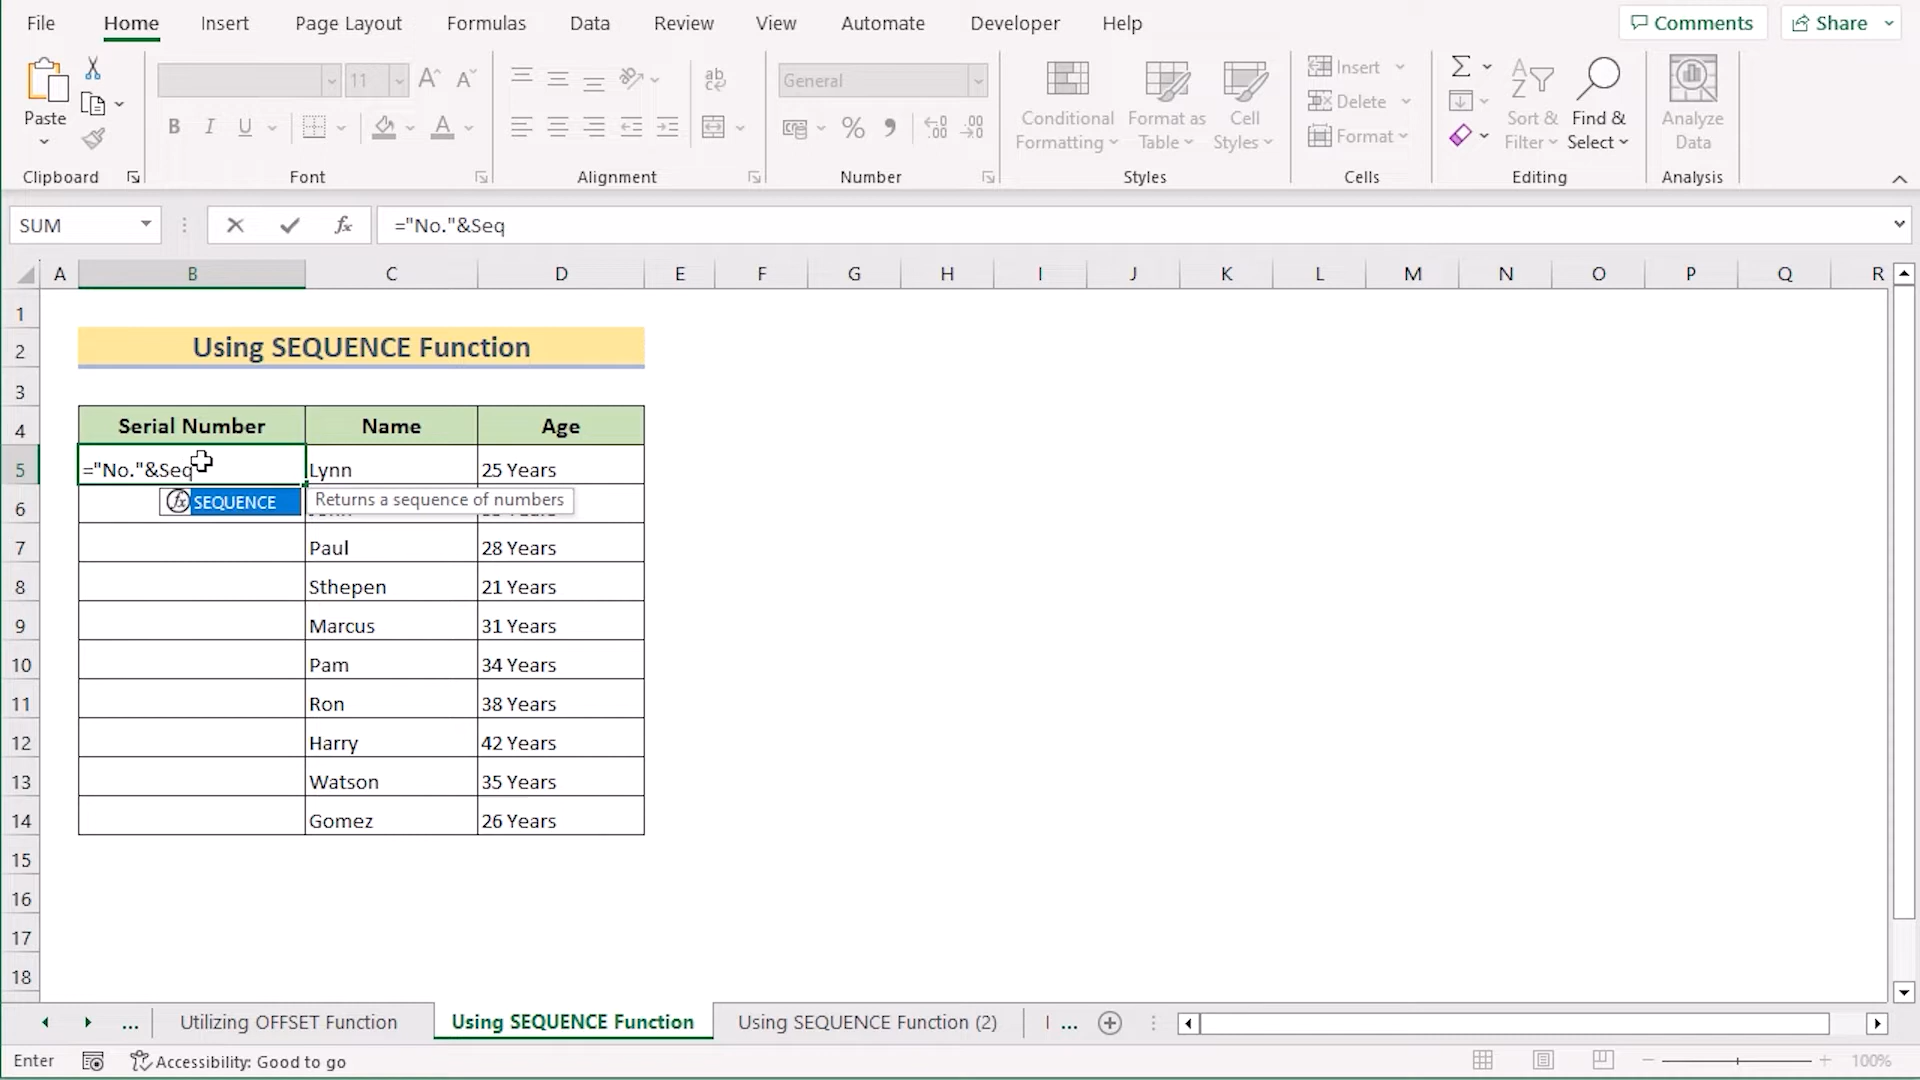 File Home Insert Page Layout Formulas Data Review View Automate Developer Help Comments Share
Paste
11
General
Conditional Formatting
Format as Table
Cell Styles
Insert
Delete
Format
Sort & Filter
Find & Select
Analyze Data
Clipboard Font Alignment Number Styles Cells Editing Analysis
SUM fx ="No."&Seq
A B C D E F G H I J K L M N O P Q R
1
2 Using SEQUENCE Function
3
4 Serial Number Name Age
5 ="No."&Seq Lynn 25 Years
6 SEQUENCE Returns a sequence of numbers
7 Paul 28 Years
8 Sthepen 21 Years
9 Marcus 31 Years
10 Pam 34 Years
11 Ron 38 Years
12 Harry 42 Years
13 Watson 35 Years
14 Gomez 26 Years
15
16
17
18
... Utilizing OFFSET Function Using SEQUENCE Function Using SEQUENCE Function (2) ...
Enter Accessibility: Good to go 100%